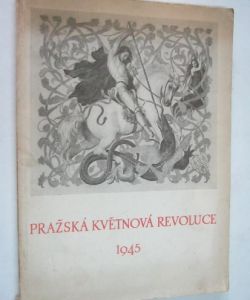 PRAŽSKÁ KVĚTNOVÁ REVOLUCE
1945